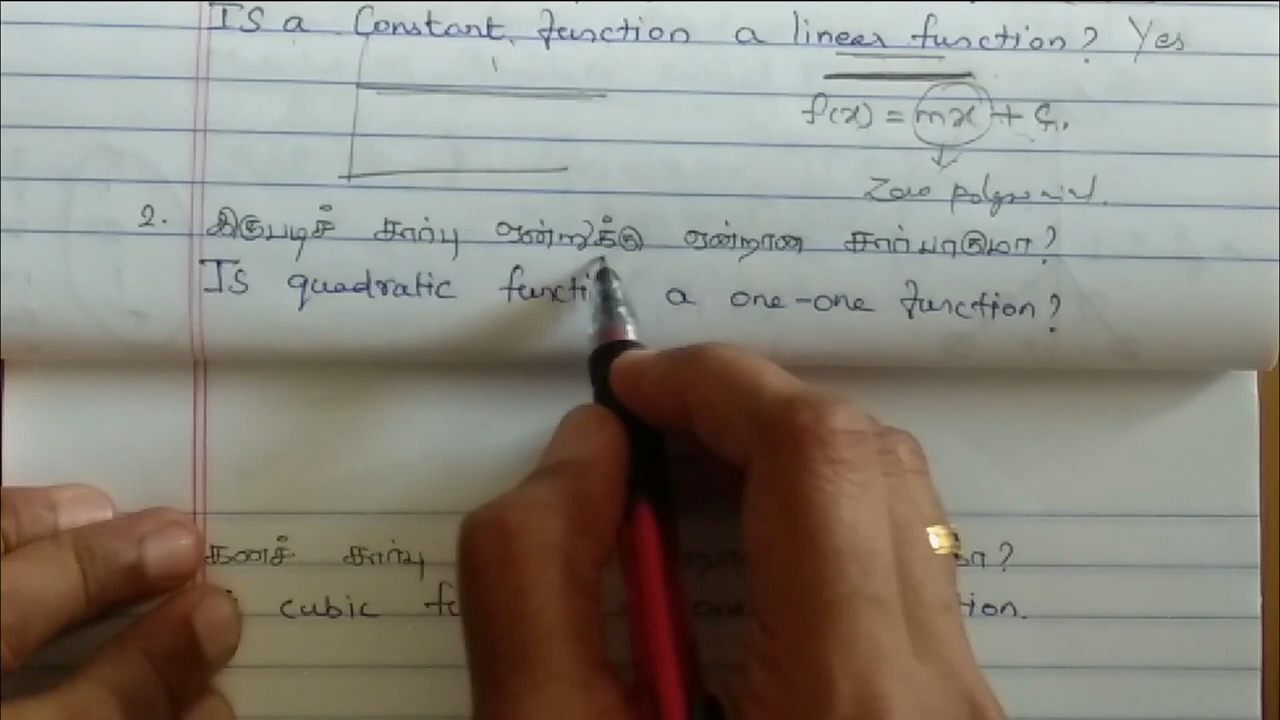 Is a Constant function a linear function? Yes
f(x) = mx + c,
Zero polynomial.
2. இருபடிச் சார்பு ஒன்றுக்கு ஒன்றான சார்பாகுமா?
Is quadratic functi a one-one function?
கனச் சார்பு
cubic